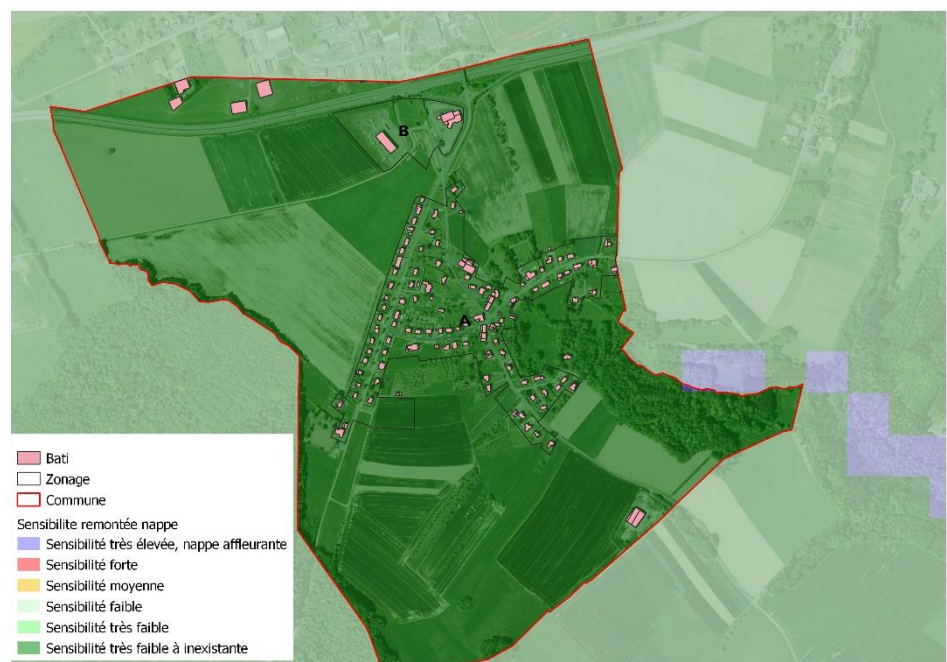 B
A
Bati
Zonage
Commune
Sensibilite remontée nappe
Sensibilité très élevée, nappe affleurante
Sensibilité forte
Sensibilité moyenne
Sensibilité faible
Sensibilité très faible
Sensibilité très faible à inexistante